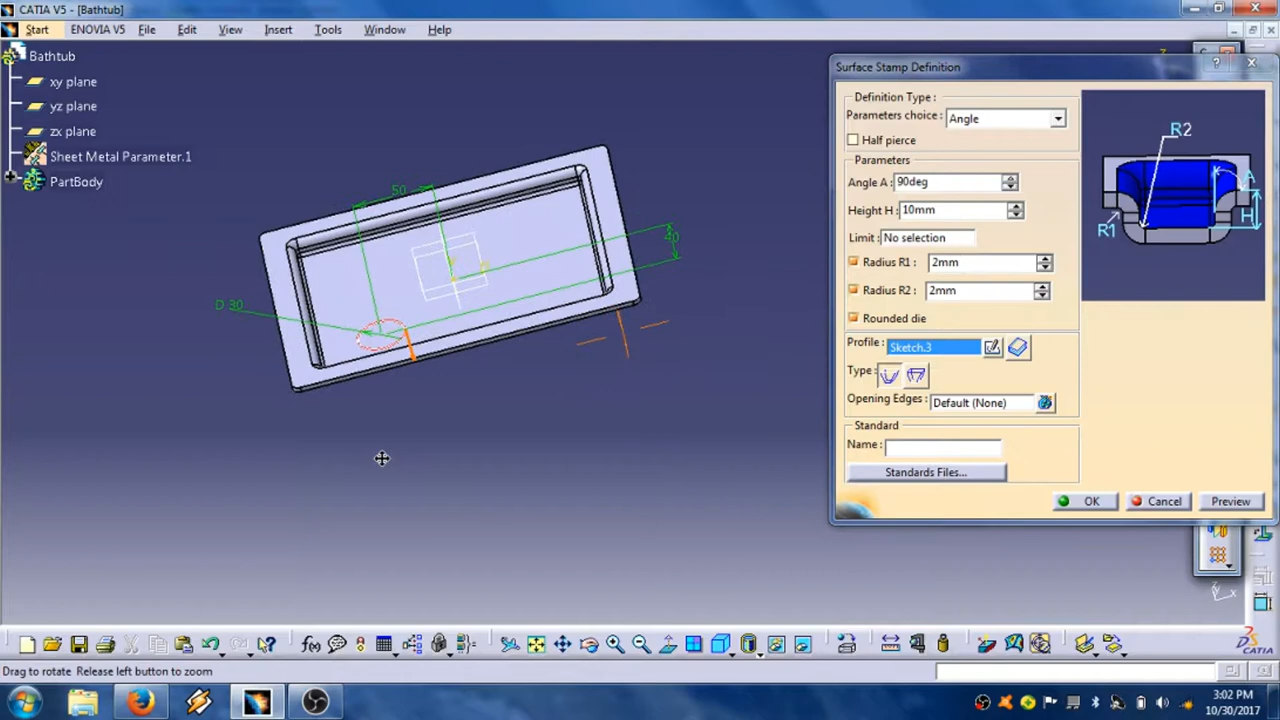 CATIA V5 - [Bathtub]
Start ENOVIA V5 File Edit View Insert Tools Window Help
Bathtub
xy plane
yz plane
zx plane
Sheet Metal Parameter.1
PartBody
50
40
D 30
Surface Stamp Definition
Definition Type :
Parameters choice : Angle
Half pierce
Parameters
Angle A : 90deg
Height H : 10mm
Limit : No selection
Radius R1 : 2mm
Radius R2 : 2mm
Rounded die
Profile : Sketch.3
Type :
Opening Edges : Default (None)
Standard
Name :
Standards Files...
OK Cancel Preview
R2
A
H
R1
f(x)
CATIA
Drag to rotate Release left button to zoom
3:02 PM
10/30/2017